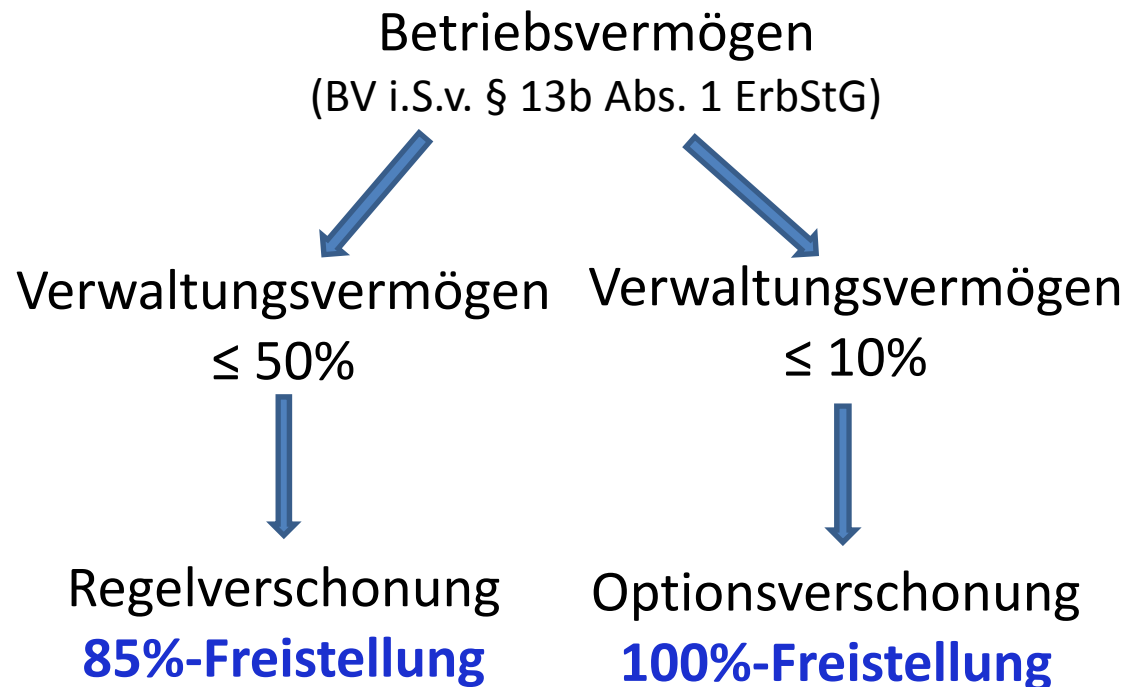 Betriebsvermögen
(BV i.S.v. § 13b Abs. 1 ErbStG)
Verwaltungsvermögen
≤ 50%
Verwaltungsvermögen
≤ 10%
Regelverschonung
85%-Freistellung
Optionsverschonung
100%-Freistellung